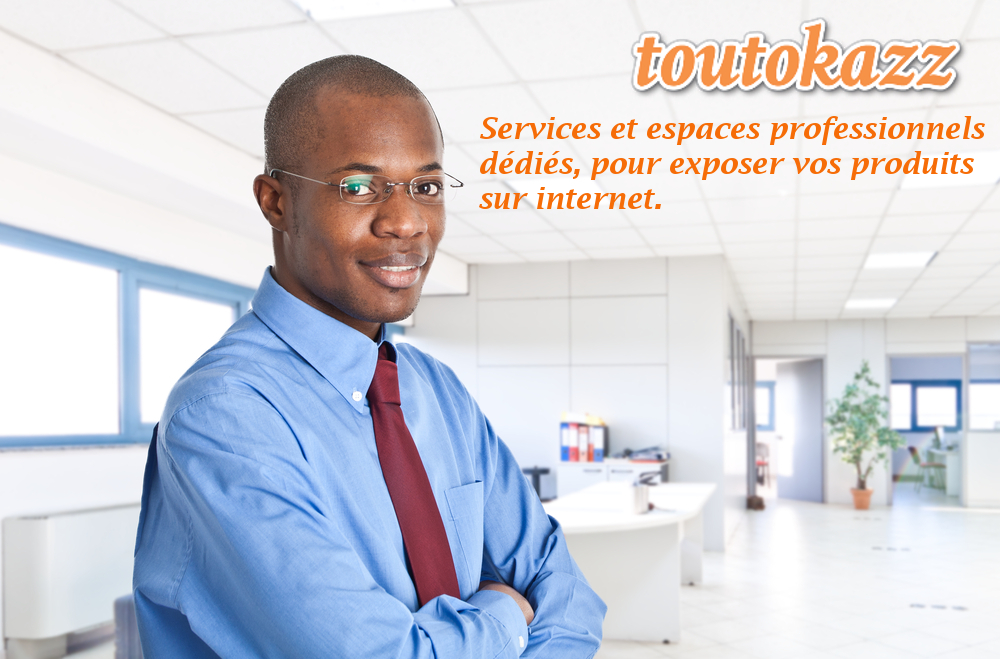 toutokazz
Services et espaces professionnels
dédiés, pour exposer vos produits
sur internet.